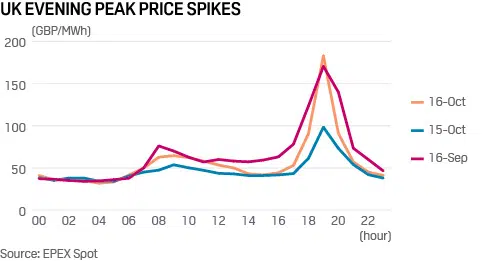 UK EVENING PEAK PRICE SPIKES
(GBP/MWh)
200
150
100
50
0
00 02 04 06 08 10 12 14 16 18 20 22
(hour)
16-Oct
15-Oct
16-Sep
Source: EPEX Spot